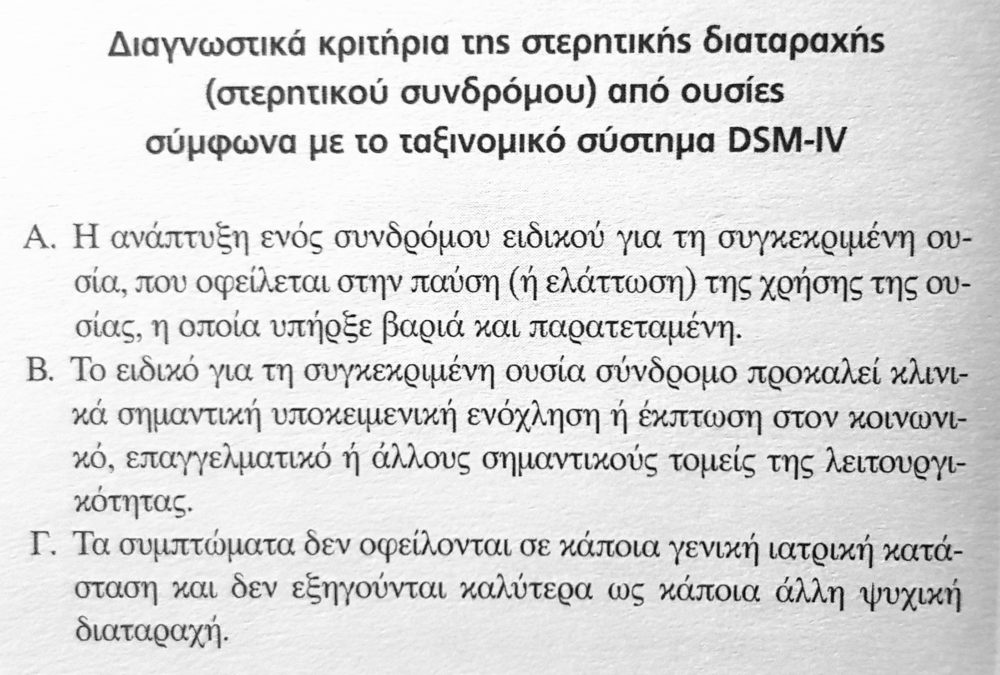 Διαγνωστικά κριτήρια της στερητικής διαταραχής
(στερητικού συνδρόμου) από ουσίες
σύμφωνα με το ταξινομικό σύστημα DSM-IV
Α. Η ανάπτυξη ενός συνδρόμου ειδικού για τη συγκεκριμένη ου-
σία, που οφείλεται στην παύση (ή ελάττωση) της χρήσης της ου-
σίας, η οποία υπήρξε βαριά και παρατεταμένη.
Β. Το ειδικό για τη συγκεκριμένη ουσία σύνδρομο προκαλεί κλινι-
κά σημαντική υποκειμενική ενόχληση ή έκπτωση στον κοινωνι-
κό, επαγγελματικό ή άλλους σημαντικούς τομείς της λειτουργι-
κότητας.
Γ. Τα συμπτώματα δεν οφείλονται σε κάποια γενική ιατρική κατά-
σταση και δεν εξηγούνται καλύτερα ως κάποια άλλη ψυχική
διαταραχή.